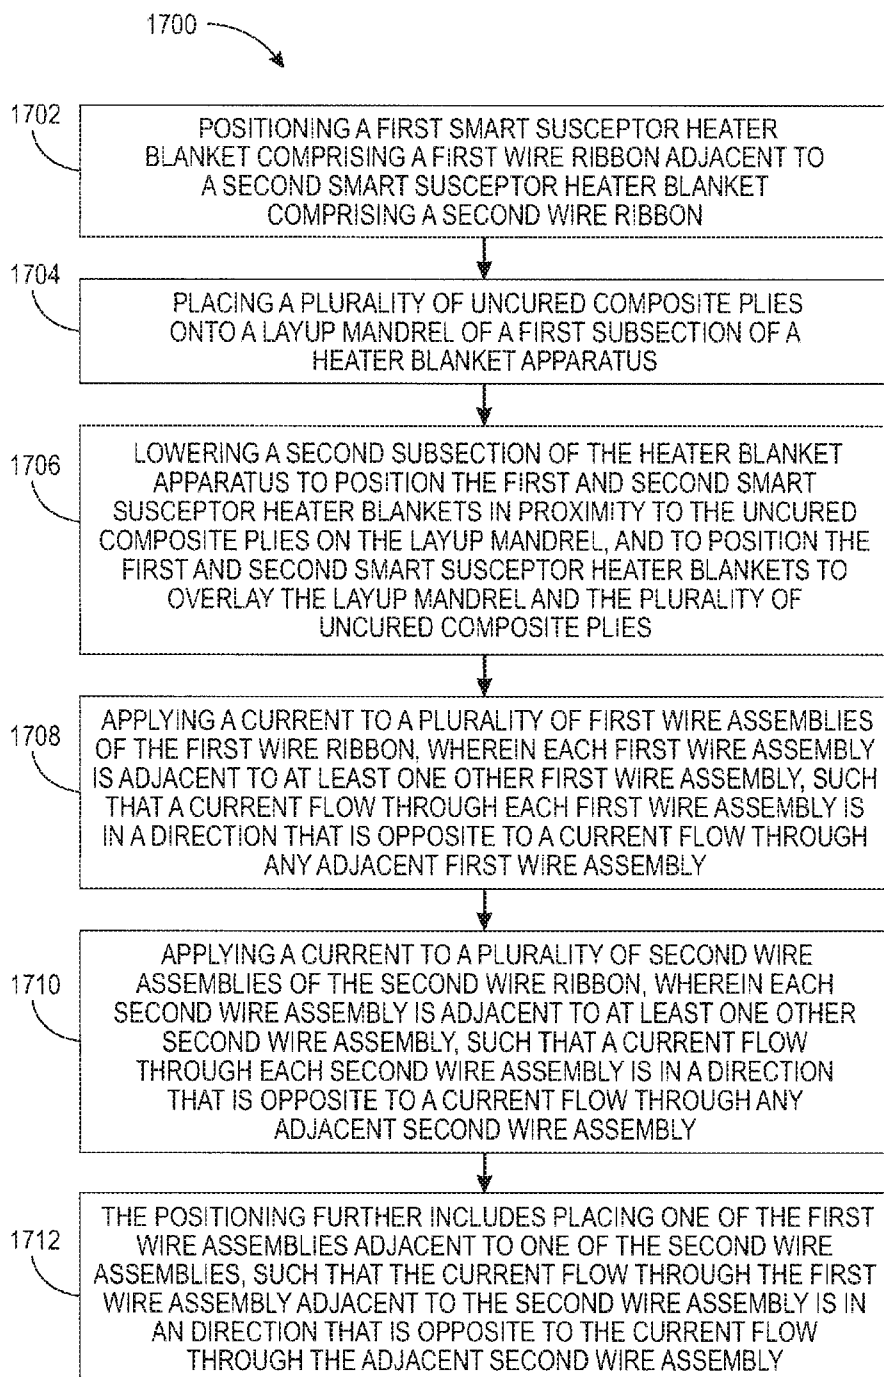 1700
1702
POSITIONING A FIRST SMART SUSCEPTOR HEATER
BLANKET COMPRISING A FIRST WIRE RIBBON ADJACENT TO
A SECOND SMART SUSCEPTOR HEATER BLANKET
COMPRISING A SECOND WIRE RIBBON
1704
PLACING A PLURALITY OF UNCURED COMPOSITE PLIES
ONTO A LAYUP MANDREL OF A FIRST SUBSECTION OF A
HEATER BLANKET APPARATUS
1706
LOWERING A SECOND SUBSECTION OF THE HEATER BLANKET
APPARATUS TO POSITION THE FIRST AND SECOND SMART
SUSCEPTOR HEATER BLANKETS IN PROXIMITY TO THE UNCURED
COMPOSITE PLIES ON THE LAYUP MANDREL, AND TO POSITION THE
FIRST AND SECOND SMART SUSCEPTOR HEATER BLANKETS TO
OVERLAY THE LAYUP MANDREL AND THE PLURALITY OF
UNCURED COMPOSITE PLIES
1708
APPLYING A CURRENT TO A PLURALITY OF FIRST WIRE ASSEMBLIES
OF THE FIRST WIRE RIBBON, WHEREIN EACH FIRST WIRE ASSEMBLY
IS ADJACENT TO AT LEAST ONE OTHER FIRST WIRE ASSEMBLY, SUCH
THAT A CURRENT FLOW THROUGH EACH FIRST WIRE ASSEMBLY IS
IN A DIRECTION THAT IS OPPOSITE TO A CURRENT FLOW THROUGH
ANY ADJACENT FIRST WIRE ASSEMBLY
1710
APPLYING A CURRENT TO A PLURALITY OF SECOND WIRE
ASSEMBLIES OF THE SECOND WIRE RIBBON, WHEREIN EACH
SECOND WIRE ASSEMBLY IS ADJACENT TO AT LEAST ONE OTHER
SECOND WIRE ASSEMBLY, SUCH THAT A CURRENT FLOW
THROUGH EACH SECOND WIRE ASSEMBLY IS IN A DIRECTION
THAT IS OPPOSITE TO A CURRENT FLOW THROUGH ANY
ADJACENT SECOND WIRE ASSEMBLY
1712
THE POSITIONING FURTHER INCLUDES PLACING ONE OF THE FIRST
WIRE ASSEMBLIES ADJACENT TO ONE OF THE SECOND WIRE
ASSEMBLIES, SUCH THAT THE CURRENT FLOW THROUGH THE FIRST
WIRE ASSEMBLY ADJACENT TO THE SECOND WIRE ASSEMBLY IS IN
AN DIRECTION THAT IS OPPOSITE TO THE CURRENT FLOW
THROUGH THE ADJACENT SECOND WIRE ASSEMBLY